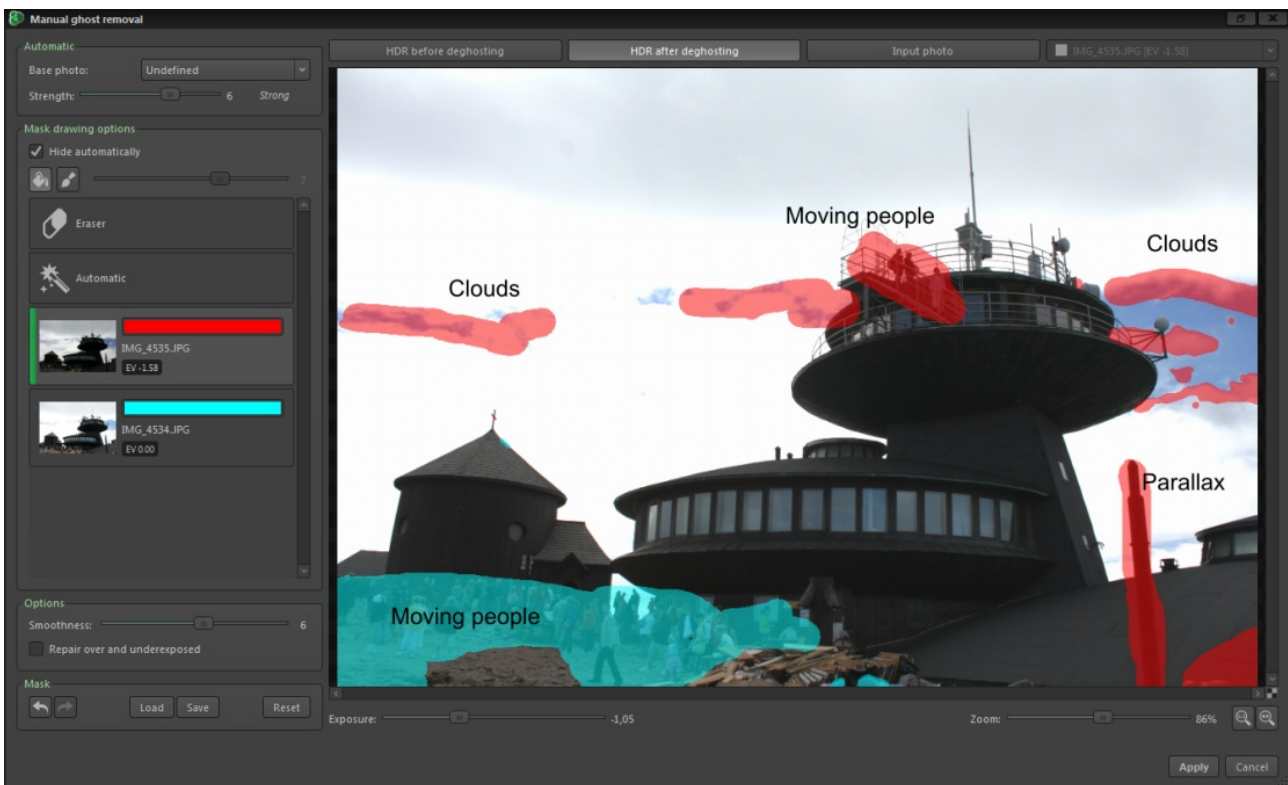 Manual ghost removal
Automatic
Base photo: Undefined
Strength: 6 Strong
Mask drawing options
Hide automatically
7
Eraser
Automatic
IMG_4535.JPG
EV -1.58
IMG_4534.JPG
EV 0.00
Options
Smoothness: 6
Repair over and underexposed
Mask
Load Save Reset
HDR before deghosting HDR after deghosting Input photo IMG_4535.JPG [EV -1.58]
Moving people
Clouds
Clouds
Parallax
Moving people
Exposure: -1,05 Zoom: 86%
Apply Cancel